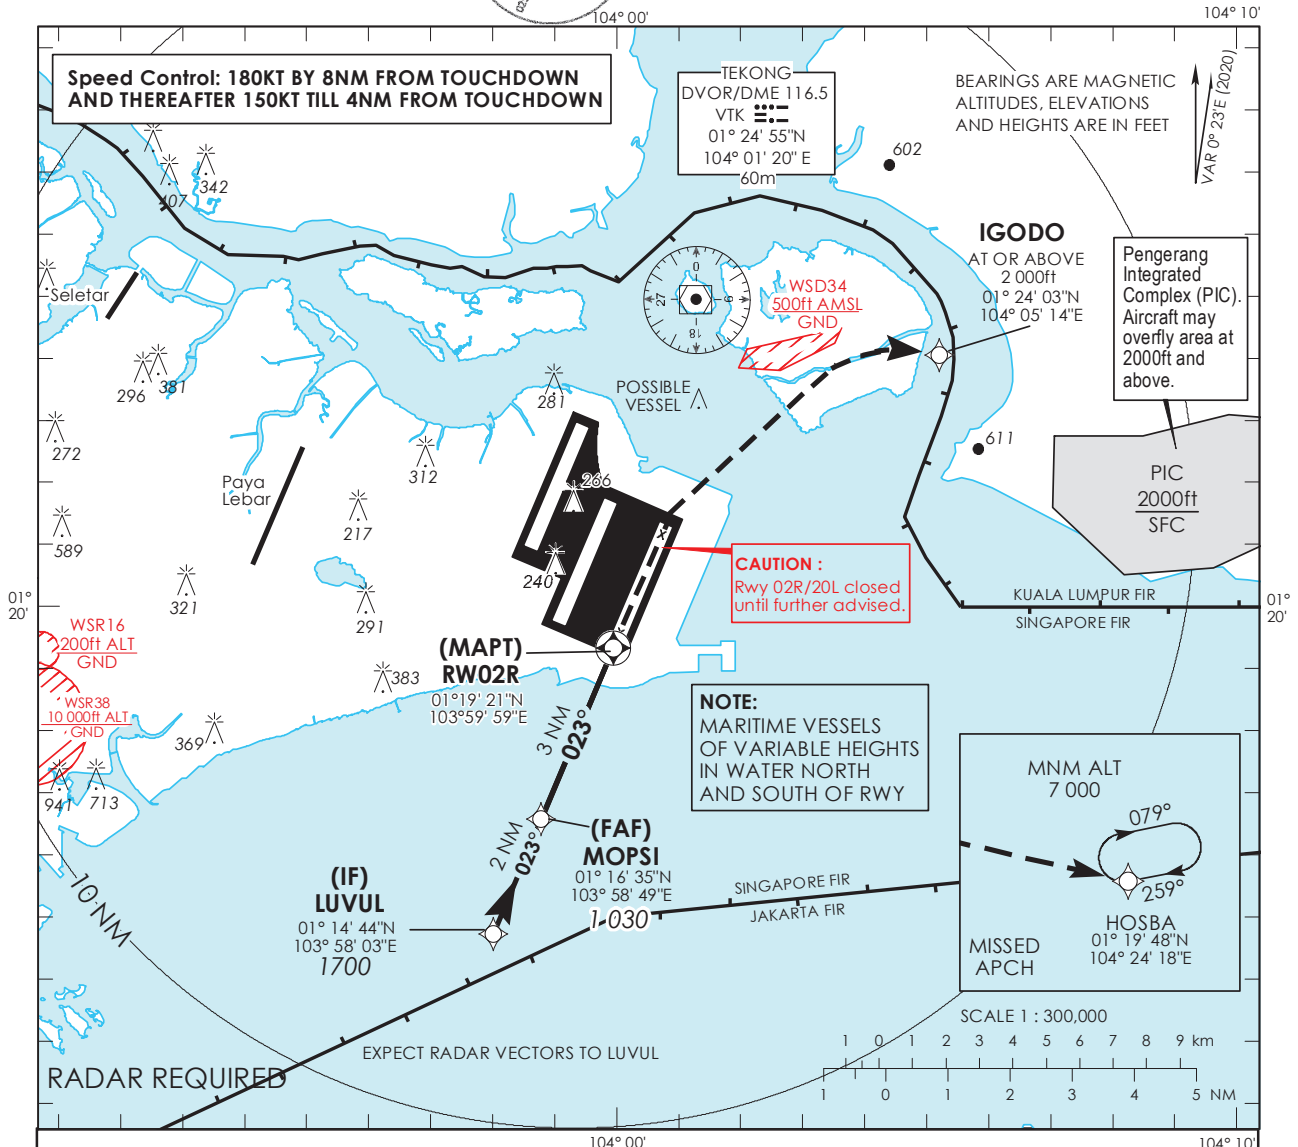 104° 00'
104° 10'
Speed Control: 180KT BY 8NM FROM TOUCHDOWN
AND THEREAFTER 150KT TILL 4NM FROM TOUCHDOWN
TEKONG
DVOR/DME 116.5
VTK
01° 24' 55"N
104° 01' 20" E
60m
BEARINGS ARE MAGNETIC
ALTITUDES, ELEVATIONS
AND HEIGHTS ARE IN FEET
VAR 0° 23'E (2020)
602
342
407
IGODO
AT OR ABOVE
2 000ft
01° 24' 03"N
104° 05' 14"E
Pengerang
Integrated
Complex (PIC).
Aircraft may
overfly area at
2000ft and
above.
Seletar
0
9
18
27
WSD34
500ft AMSL
GND
296
381
281
POSSIBLE
VESSEL
272
312
611
Paya
Lebar
266
217
589
PIC
2000ft
SFC
240
CAUTION :
Rwy 02R/20L closed
until further advised.
321
291
KUALA LUMPUR FIR
SINGAPORE FIR
01°
20'
01°
20'
WSR16
200ft ALT
GND
(MAPT)
RW02R
01°19' 21"N
103°59' 59"E
383
WSR38
10 000ft ALT
GND
369
941
713
3 NM
023°
NOTE:
MARITIME VESSELS
OF VARIABLE HEIGHTS
IN WATER NORTH
AND SOUTH OF RWY
MNM ALT
7 000
079°
259°
HOSBA
01° 19' 48"N
104° 24' 18"E
MISSED
APCH
2 NM
023°
(FAF)
MOPSI
01° 16' 35"N
103° 58' 49"E
1 030
(IF)
LUVUL
01° 14' 44"N
103° 58' 03"E
1700
SINGAPORE FIR
JAKARTA FIR
10 NM
EXPECT RADAR VECTORS TO LUVUL
RADAR REQUIRED
SCALE 1 : 300,000
1 0 1 2 3 4 5 6 7 8 9 km
1 0 1 2 3 4 5 NM
104° 00'
104° 10'